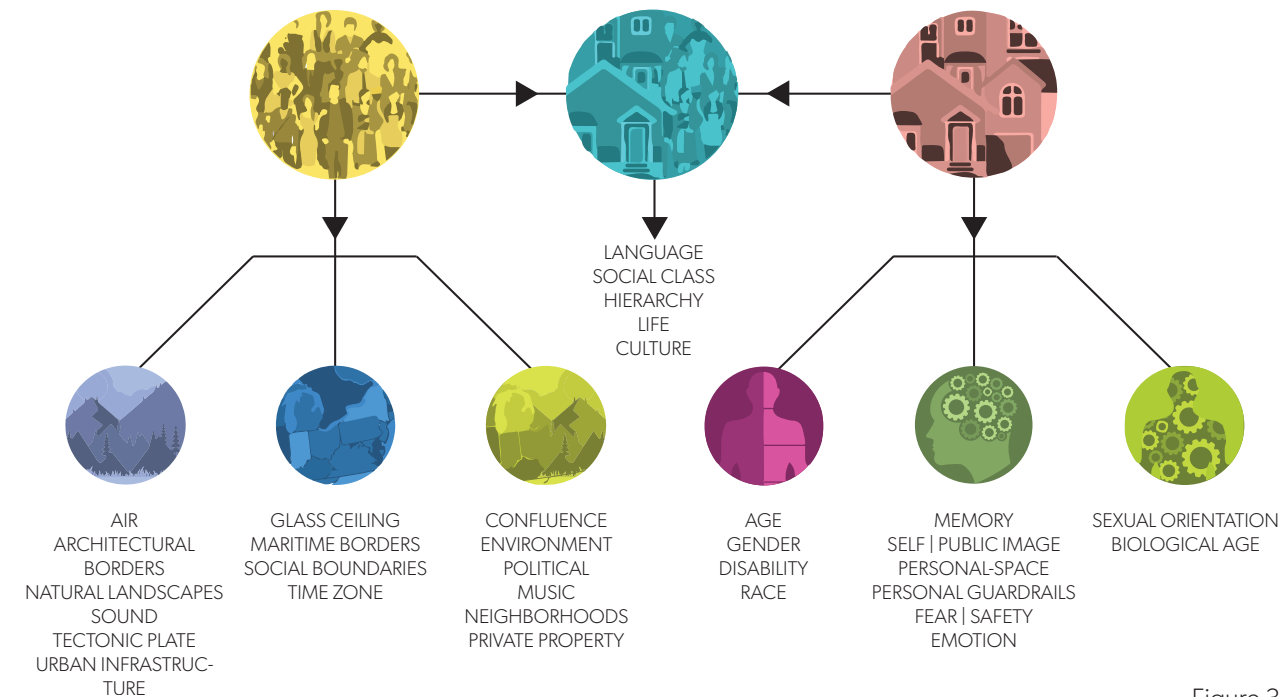 LANGUAGE
SOCIAL CLASS
HIERARCHY
LIFE
CULTURE
AIR
ARCHITECTURAL
BORDERS
NATURAL LANDSCAPES
SOUND
TECTONIC PLATE
URBAN INFRASTRUC-
TURE
GLASS CEILING
MARITIME BORDERS
SOCIAL BOUNDARIES
TIME ZONE
CONFLUENCE
ENVIRONMENT
POLITICAL
MUSIC
NEIGHBORHOODS
PRIVATE PROPERTY
AGE
GENDER
DISABILITY
RACE
MEMORY
SELF | PUBLIC IMAGE
PERSONAL-SPACE
PERSONAL GUARDRAILS
FEAR | SAFETY
EMOTION
SEXUAL ORIENTATION
BIOLOGICAL AGE
Figure